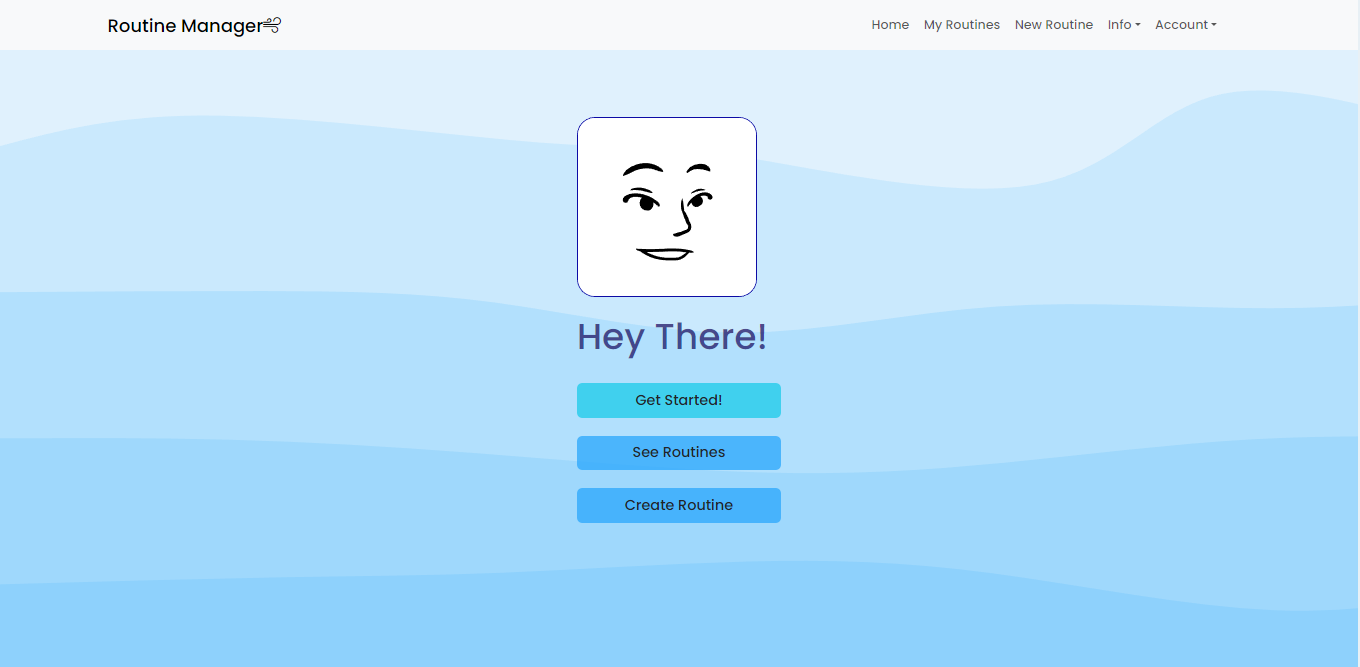 Routine Manager
Home My Routines New Routine Info Account
Hey There!
Get Started!
See Routines
Create Routine